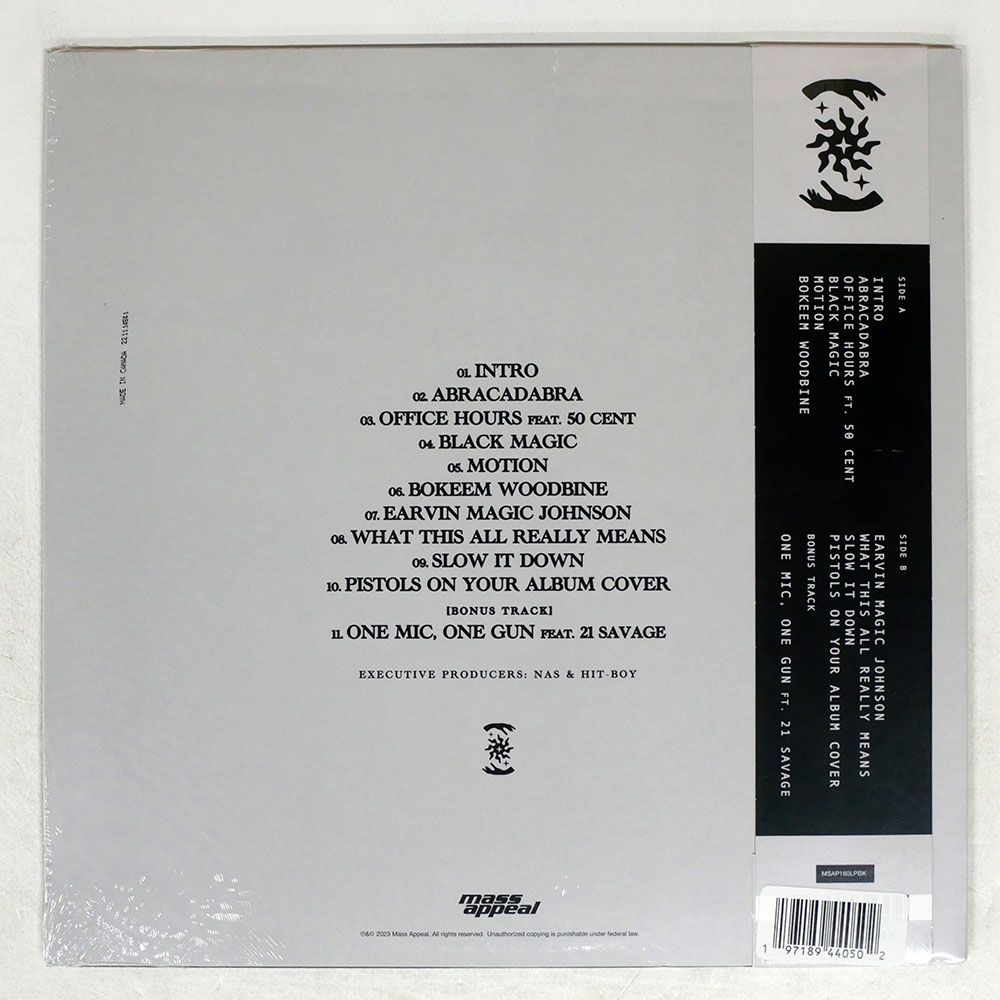 01. INTRO
02. ABRACADABRA
03. OFFICE HOURS FEAT. 50 CENT
04. BLACK MAGIC
05. MOTION
06. BOKEEM WOODBINE
07. EARVIN MAGIC JOHNSON
08. WHAT THIS ALL REALLY MEANS
09. SLOW IT DOWN
10. PISTOLS ON YOUR ALBUM COVER
[BONUS TRACK]
11. ONE MIC, ONE GUN FEAT. 21 SAVAGE
EXECUTIVE PRODUCERS: NAS & HIT-BOY
mass
appeal
℗&© 2023 Mass Appeal. All rights reserved. Unauthorized copying is punishable under federal law.
MADE IN CANADA
SIDE A
INTRO
ABRACADABRA
OFFICE HOURS FT. 50 CENT
BLACK MAGIC
MOTION
BOKEEM WOODBINE
SIDE B
EARVIN MAGIC JOHNSON
WHAT THIS ALL REALLY MEANS
SLOW IT DOWN
PISTOLS ON YOUR ALBUM COVER
BONUS TRACK
ONE MIC, ONE GUN FT. 21 SAVAGE
MSAP160LPBK
1 97189 44050 2